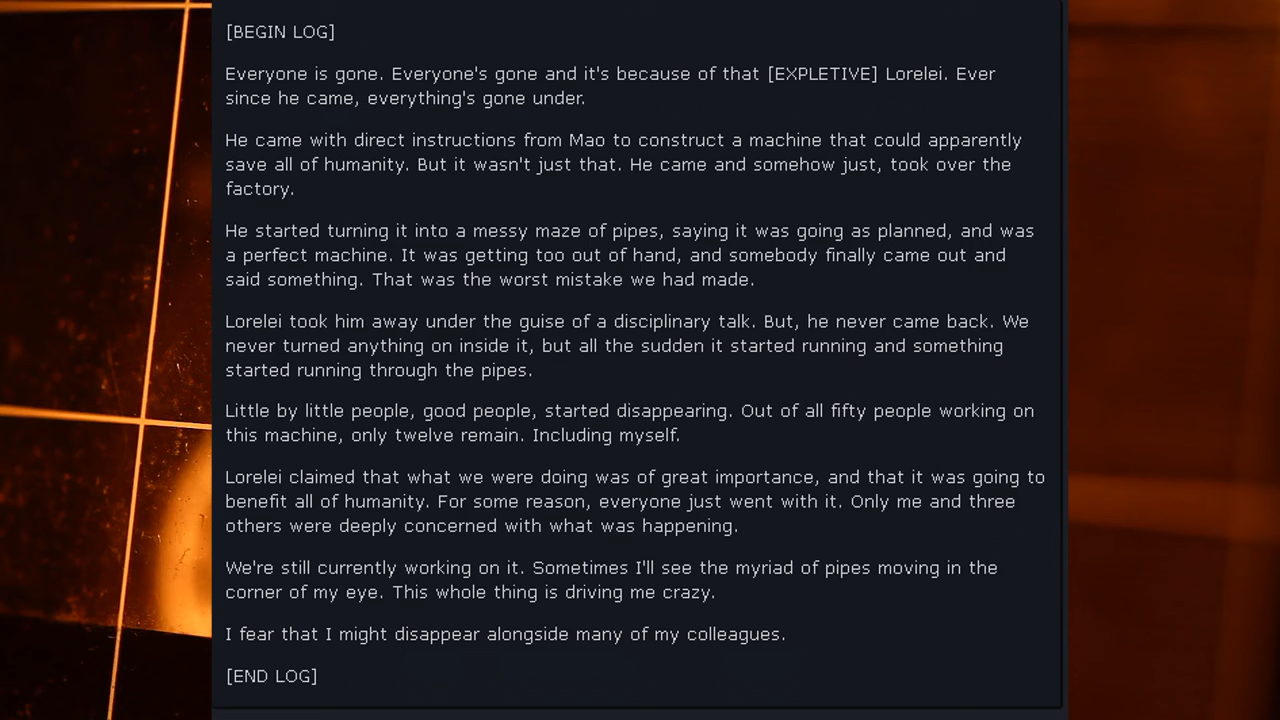 [BEGIN LOG]
Everyone is gone. Everyone's gone and it's because of that [EXPLETIVE] Lorelei. Ever
since he came, everything's gone under.
He came with direct instructions from Mao to construct a machine that could apparently
save all of humanity. But it wasn't just that. He came and somehow just, took over the
factory.
He started turning it into a messy maze of pipes, saying it was going as planned, and was
a perfect machine. It was getting too out of hand, and somebody finally came out and
said something. That was the worst mistake we had made.
Lorelei took him away under the guise of a disciplinary talk. But, he never came back. We
never turned anything on inside it, but all the sudden it started running and something
started running through the pipes.
Little by little people, good people, started disappearing. Out of all fifty people working on
this machine, only twelve remain. Including myself.
Lorelei claimed that what we were doing was of great importance, and that it was going to
benefit all of humanity. For some reason, everyone just went with it. Only me and three
others were deeply concerned with what was happening.
We're still currently working on it. Sometimes I'll see the myriad of pipes moving in the
corner of my eye. This whole thing is driving me crazy.
I fear that I might disappear alongside many of my colleagues.
[END LOG]